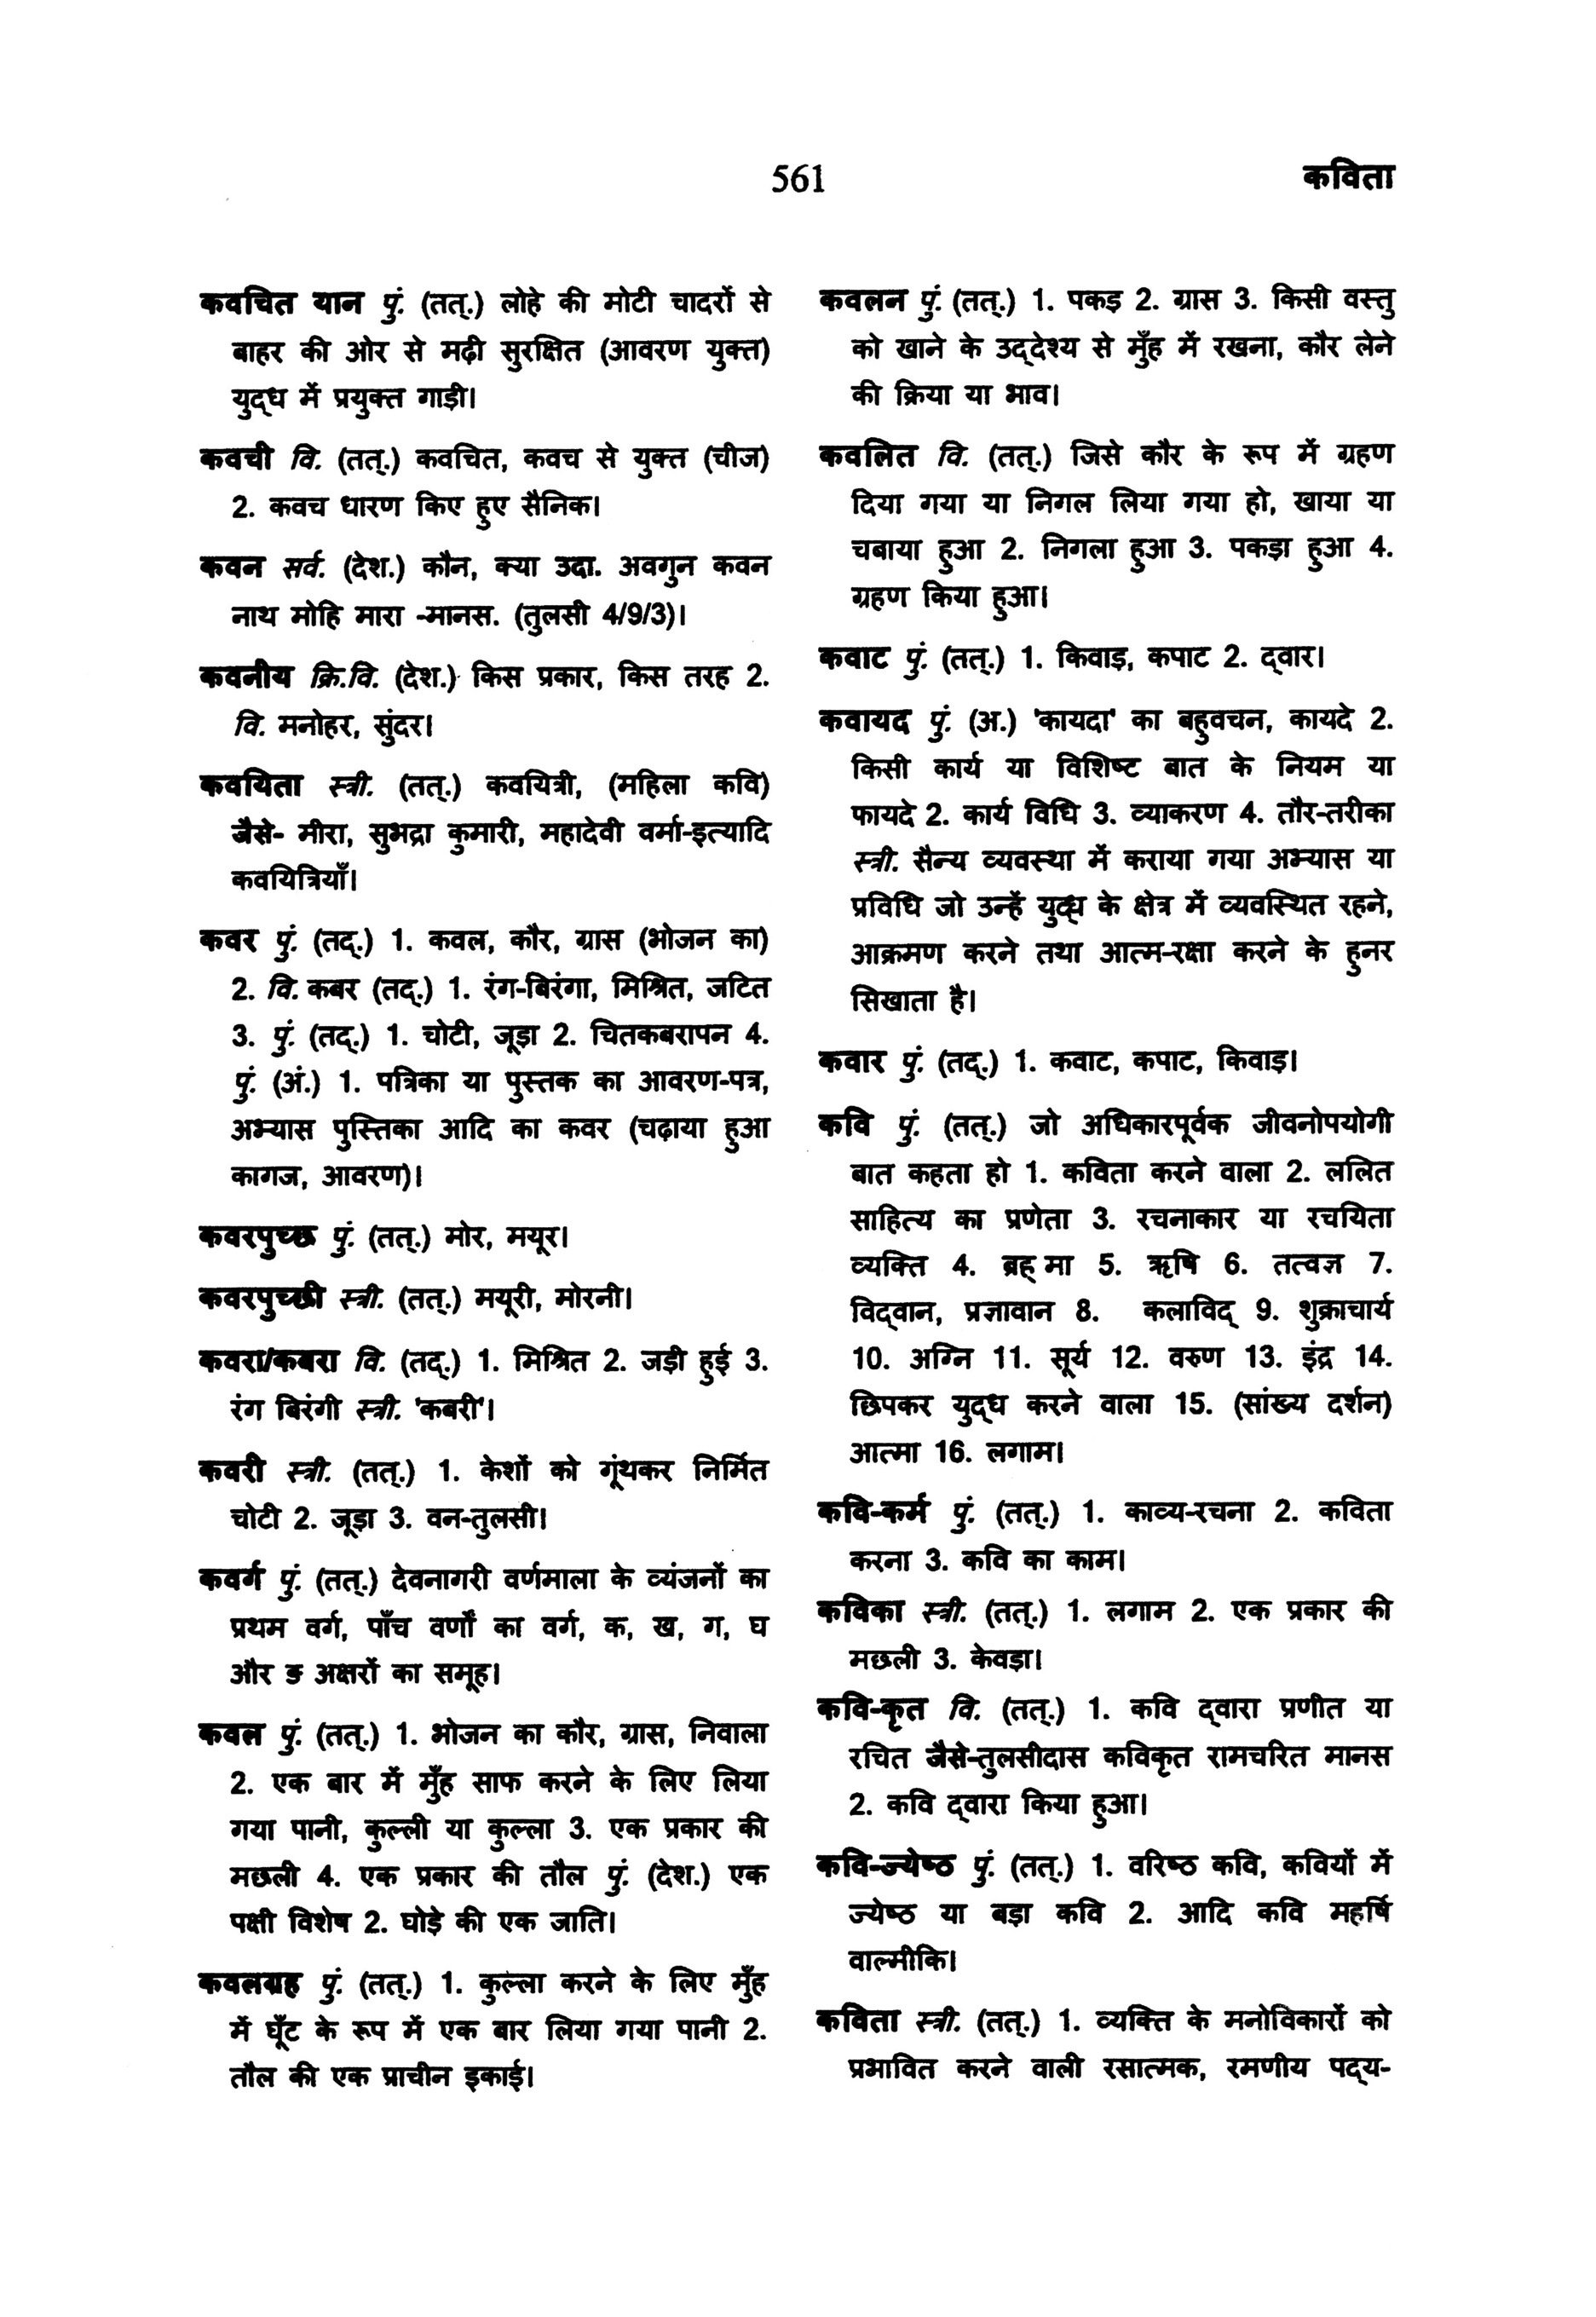 561
कविता
कवचित यान पुं. (तत्.) लोहे की मोटी चादरों से
बाहर की ओर से मढ़ी सुरक्षित (आवरण युक्त)
युद्ध में प्रयुक्त गाड़ी।
कवची वि. (तत्.) कवचित, कवच से युक्त (चीज)
2. कवच धारण किए हुए सैनिक।
कवन सर्व. (देश.) कौन, क्या उदा. अवगुन कवन
नाथ मोहि मारा -मानस. (तुलसी 4/9/3)।
कवनीय क्रि.वि. (देश.) किस प्रकार, किस तरह 2.
वि. मनोहर, सुंदर।
कवयिता स्त्री. (तत्.) कवयित्री, (महिला कवि)
जैसे- मीरा, सुभद्रा कुमारी, महादेवी वर्मा-इत्यादि
कवयित्रियाँ।
कवर पुं. (तद्.) 1. कवल, कौर, ग्रास (भोजन का)
2. वि. कबर (तद्.) 1. रंग-बिरंगा, मिश्रित, जटित
3. पुं. (तद्.) 1. चोटी, जूड़ा 2. चितकबरापन 4.
पुं. (अं.) 1. पत्रिका या पुस्तक का आवरण-पत्र,
अभ्यास पुस्तिका आदि का कवर (चढ़ाया हुआ
कागज, आवरण)।
कवरपुच्छ पुं. (तत्.) मोर, मयूर।
कवरपुच्छी स्त्री. (तत्.) मयूरी, मोरनी।
कवरा/कबरा वि. (तद्.) 1. मिश्रित 2. जड़ी हुई 3.
रंग बिरंगी स्त्री. 'कबरी'।
कवरी स्त्री. (तत्.) 1. केशों को गूंथकर निर्मित
चोटी 2. जूड़ा 3. वन-तुलसी।
कवर्ग पुं. (तत्.) देवनागरी वर्णमाला के व्यंजनों का
प्रथम वर्ग, पाँच वर्णों का वर्ग, क, ख, ग, घ
और ङ अक्षरों का समूह।
कवल पुं. (तत्.) 1. भोजन का कौर, ग्रास, निवाला
2. एक बार में मुँह साफ करने के लिए लिया
गया पानी, कुल्ली या कुल्ला 3. एक प्रकार की
मछली 4. एक प्रकार की तौल पुं. (देश.) एक
पक्षी विशेष 2. घोड़े की एक जाति।
कवलग्रह पुं. (तत्.) 1. कुल्ला करने के लिए मुँह
में घूँट के रूप में एक बार लिया गया पानी 2.
तौल की एक प्राचीन इकाई।
कवलन पुं. (तत्.) 1. पकड़ 2. ग्रास 3. किसी वस्तु
को खाने के उद्देश्य से मुँह में रखना, कौर लेने
की क्रिया या भाव।
कवलित वि. (तत्.) जिसे कौर के रूप में ग्रहण
दिया गया या निगल लिया गया हो, खाया या
चबाया हुआ 2. निगला हुआ 3. पकड़ा हुआ 4.
ग्रहण किया हुआ।
कवाट पुं. (तत्.) 1. किवाड़, कपाट 2. द्वार।
कवायद पुं. (अ.) 'कायदा' का बहुवचन, कायदे 2.
किसी कार्य या विशिष्ट बात के नियम या
फायदे 2. कार्य विधि 3. व्याकरण 4. तौर-तरीका
स्त्री. सैन्य व्यवस्था में कराया गया अभ्यास या
प्रविधि जो उन्हें युद्ध के क्षेत्र में व्यवस्थित रहने,
आक्रमण करने तथा आत्म-रक्षा करने के हुनर
सिखाता है।
कवार पुं. (तद्.) 1. कवाट, कपाट, किवाड़।
कवि पुं. (तत्.) जो अधिकारपूर्वक जीवनोपयोगी
बात कहता हो 1. कविता करने वाला 2. ललित
साहित्य का प्रणेता 3. रचनाकार या रचयिता
व्यक्ति 4. ब्रह्मा 5. ऋषि 6. तत्वज्ञ 7.
विद्वान, प्रज्ञावान 8. कलाविद् 9. शुक्राचार्य
10. अग्नि 11. सूर्य 12. वरुण 13. इंद्र 14.
छिपकर युद्ध करने वाला 15. (सांख्य दर्शन)
आत्मा 16. लगाम।
कवि-कर्म पुं. (तत्.) 1. काव्य-रचना 2. कविता
करना 3. कवि का काम।
कविका स्त्री. (तत्.) 1. लगाम 2. एक प्रकार की
मछली 3. केवड़ा।
कवि-कृत वि. (तत्.) 1. कवि द्वारा प्रणीत या
रचित जैसे-तुलसीदास कविकृत रामचरित मानस
2. कवि द्वारा किया हुआ।
कवि-ज्येष्ठ पुं. (तत्.) 1. वरिष्ठ कवि, कवियों में
ज्येष्ठ या बड़ा कवि 2. आदि कवि महर्षि
वाल्मीकि।
कविता स्त्री. (तत्.) 1. व्यक्ति के मनोविकारों को
प्रभावित करने वाली रसात्मक, रमणीय पद्य-